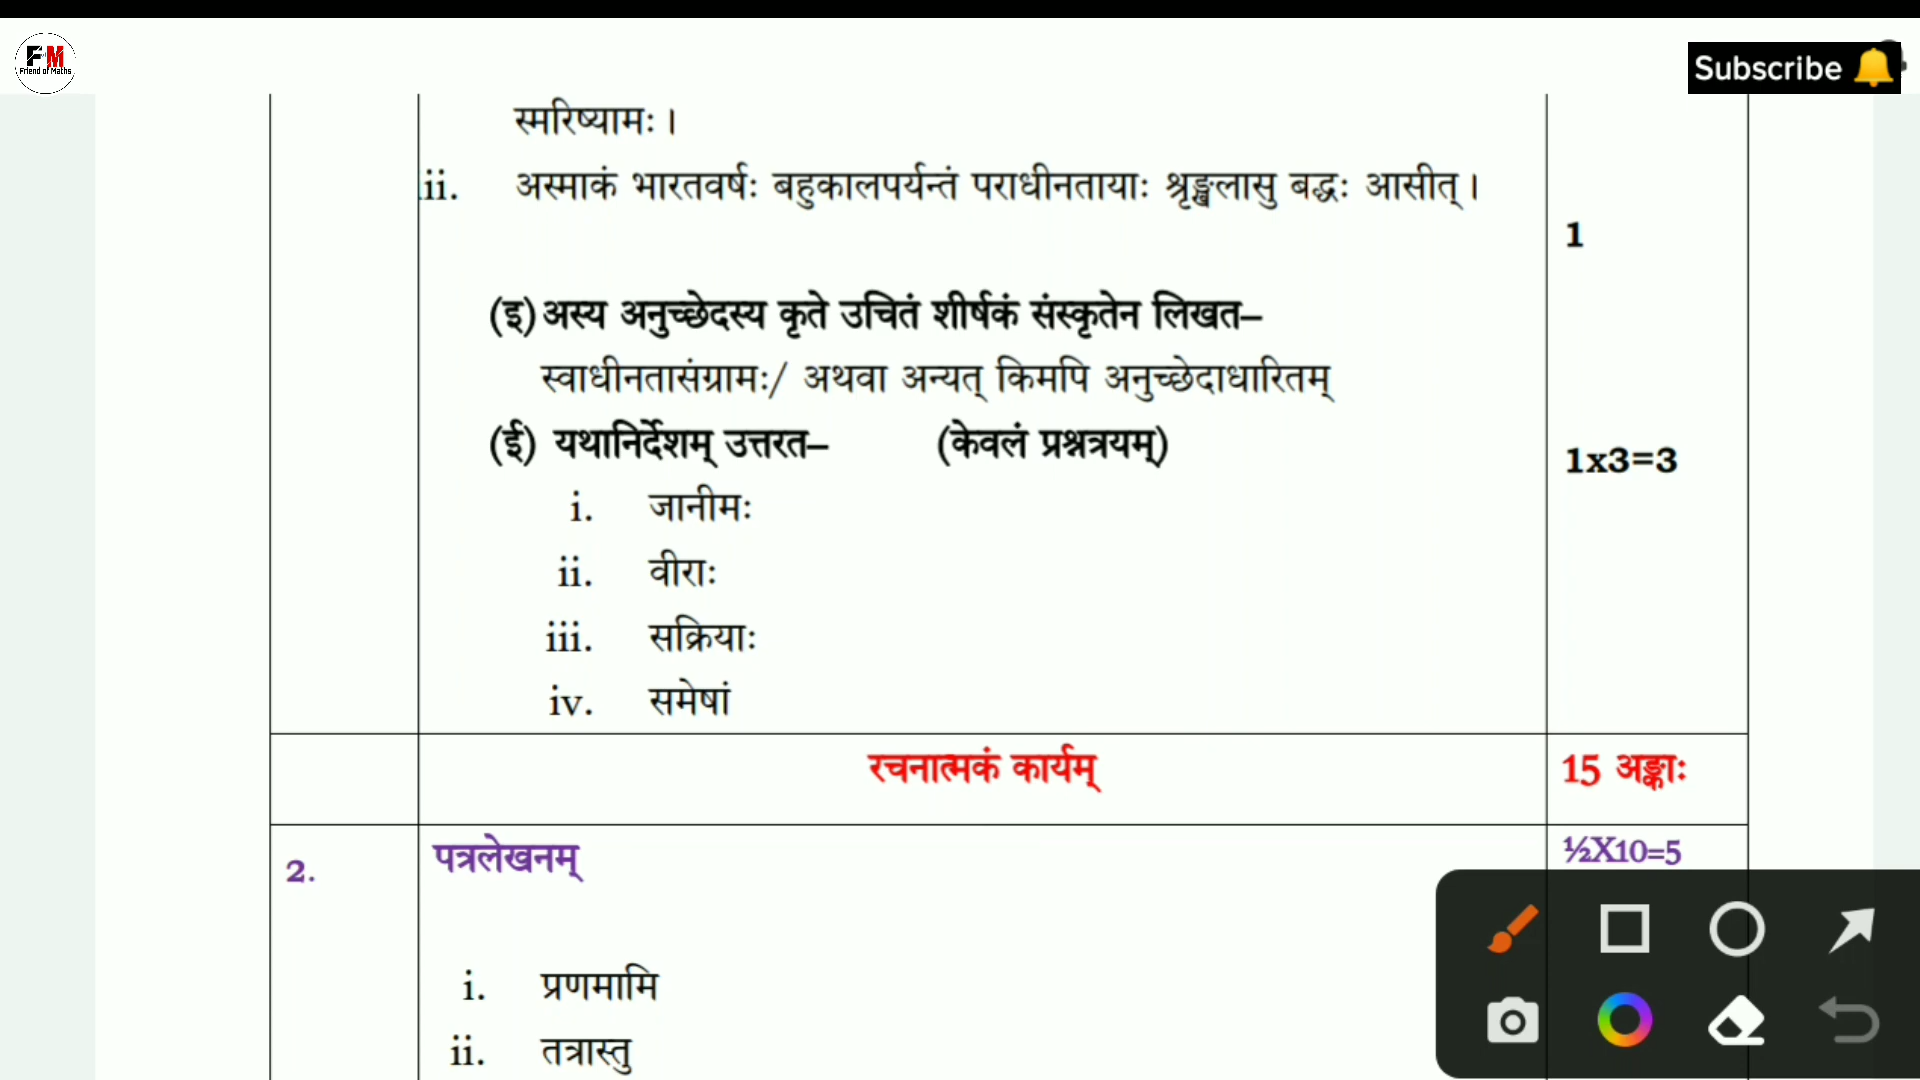 FM
Friend of Maths
Subscribe
स्मरिष्यामः ।
ii. अस्माकं भारतवर्षः बहुकालपर्यन्तं पराधीनतायाः श्रृङ्खलासु बद्धः आसीत् ।
1
(इ) अस्य अनुच्छेदस्य कृते उचितं शीर्षकं संस्कृतेन लिखत–
स्वाधीनतासंग्रामः/ अथवा अन्यत् किमपि अनुच्छेदाधारितम्
(ई) यथानिर्देशम् उत्तरत– (केवलं प्रश्नत्रयम्)
1x3=3
i. जानीमः
ii. वीराः
iii. सक्रियाः
iv. समेषां
रचनात्मकं कार्यम्
15 अङ्काः
2. पत्रलेखनम्
½X10=5
i. प्रणमामि
ii. तत्रास्तु